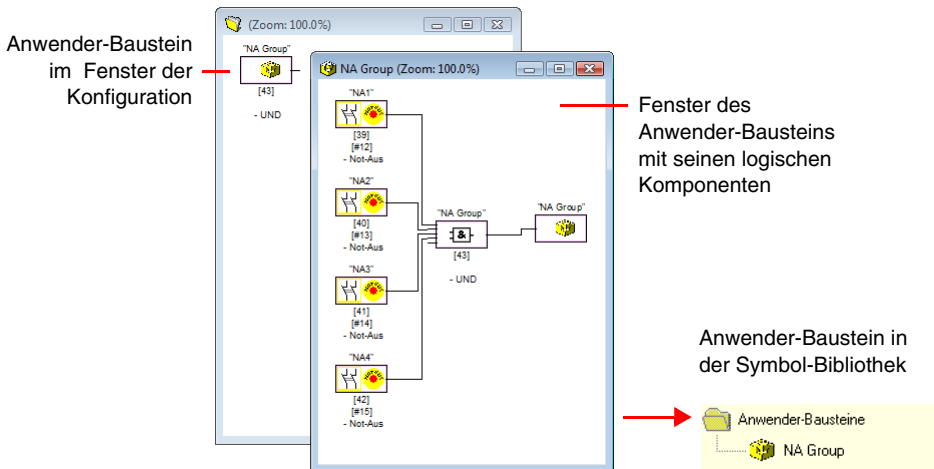 (Zoom: 100.0%)
Anwender-Baustein
im Fenster der
Konfiguration
"NA Group"
[43]
- UND
NA Group (Zoom: 100.0%)
"NA1"
[39]
[#12]
- Not-Aus
"NA2"
[40]
[#13]
- Not-Aus
"NA3"
[41]
[#14]
- Not-Aus
"NA4"
[42]
[#15]
- Not-Aus
"NA Group"
&
[43]
- UND
"NA Group"
Fenster des
Anwender-Bausteins
mit seinen logischen
Komponenten
Anwender-Baustein in
der Symbol-Bibliothek
Anwender-Bausteine
NA Group